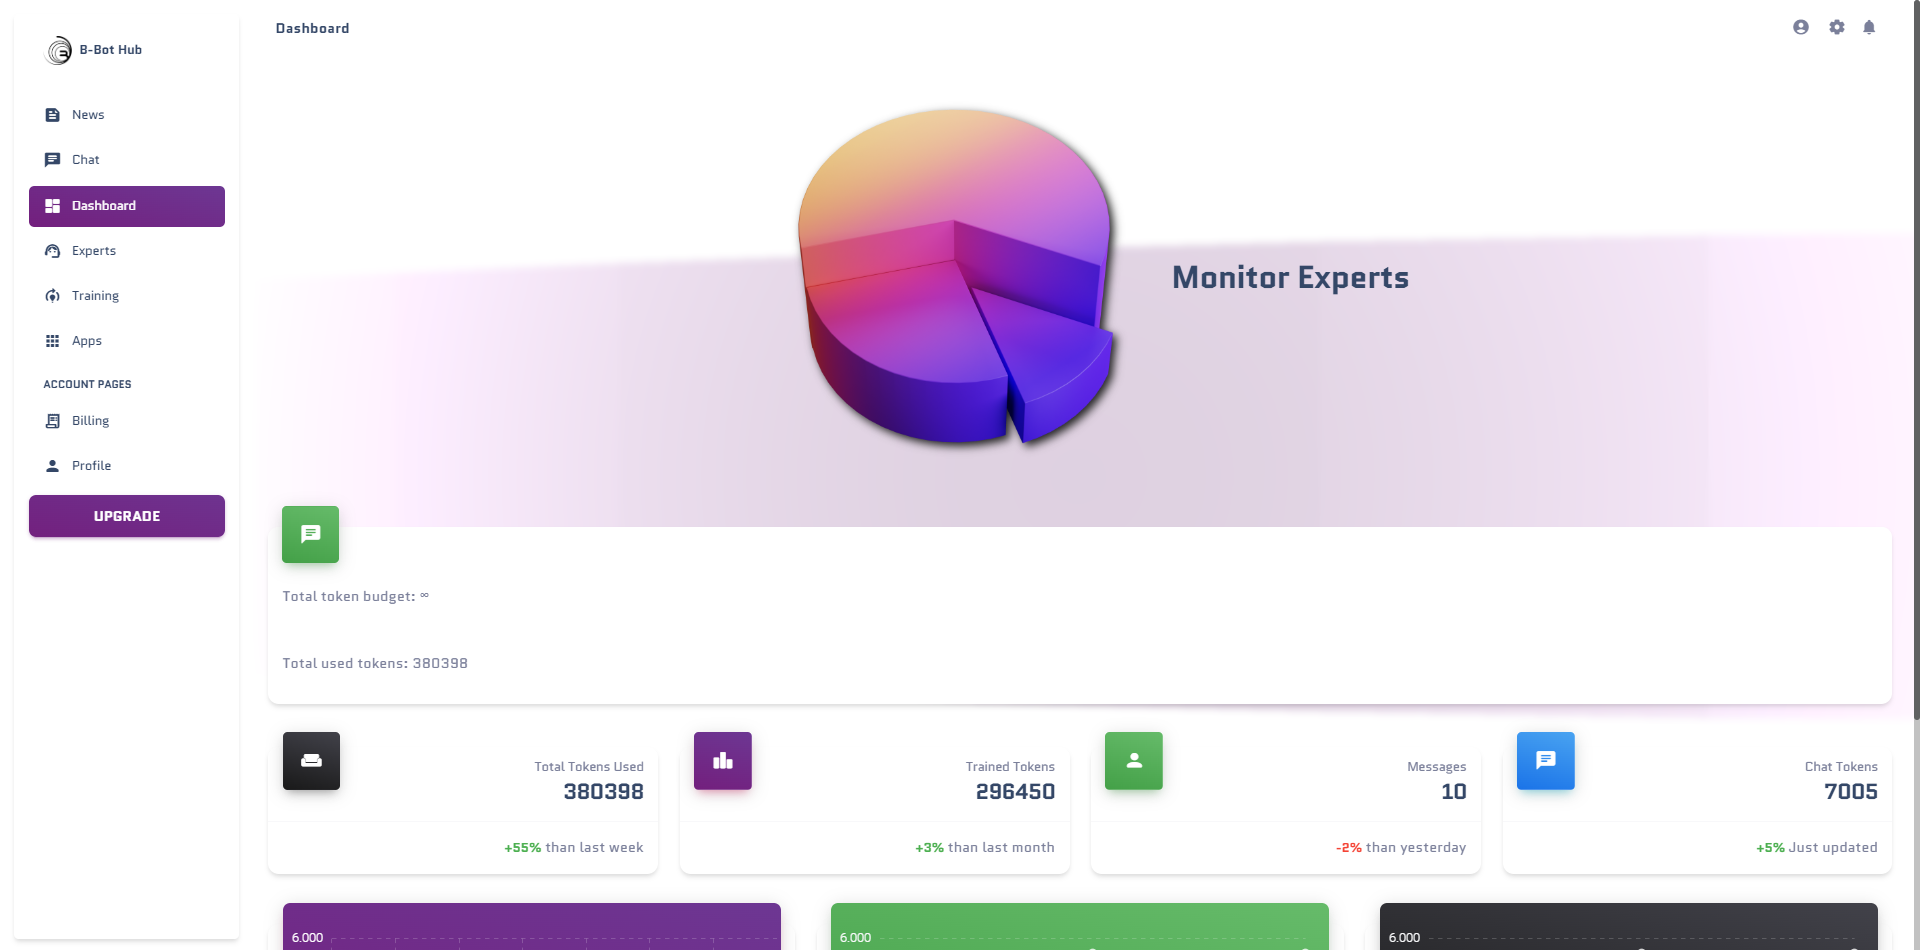 B-Bot Hub
News
Chat
Dashboard
Experts
Training
Apps
ACCOUNT PAGES
Billing
Profile
UPGRADE
Dashboard
Monitor Experts
Total token budget: ∞
Total used tokens: 380398
Total Tokens Used
380398
+55% than last week
Trained Tokens
296450
+3% than last month
Messages
10
-2% than yesterday
Chat Tokens
7005
+5% Just updated
6.000
6.000
6.000